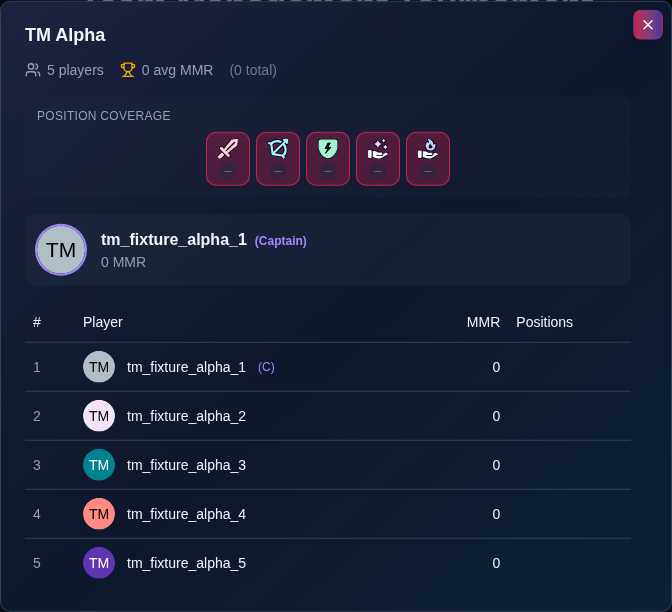 TM Alpha
5 players 0 avg MMR (0 total)
POSITION COVERAGE
– – – – –
TM tm_fixture_alpha_1 (Captain)
0 MMR
# Player MMR Positions
1 TM tm_fixture_alpha_1 (C) 0
2 TM tm_fixture_alpha_2 0
3 TM tm_fixture_alpha_3 0
4 TM tm_fixture_alpha_4 0
5 TM tm_fixture_alpha_5 0